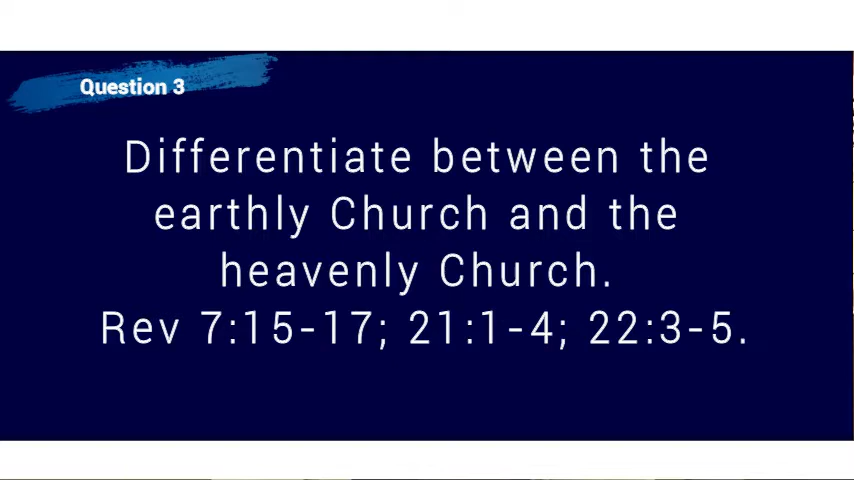 Question 3
Differentiate between the
earthly Church and the
heavenly Church.
Rev 7:15-17; 21:1-4; 22:3-5.